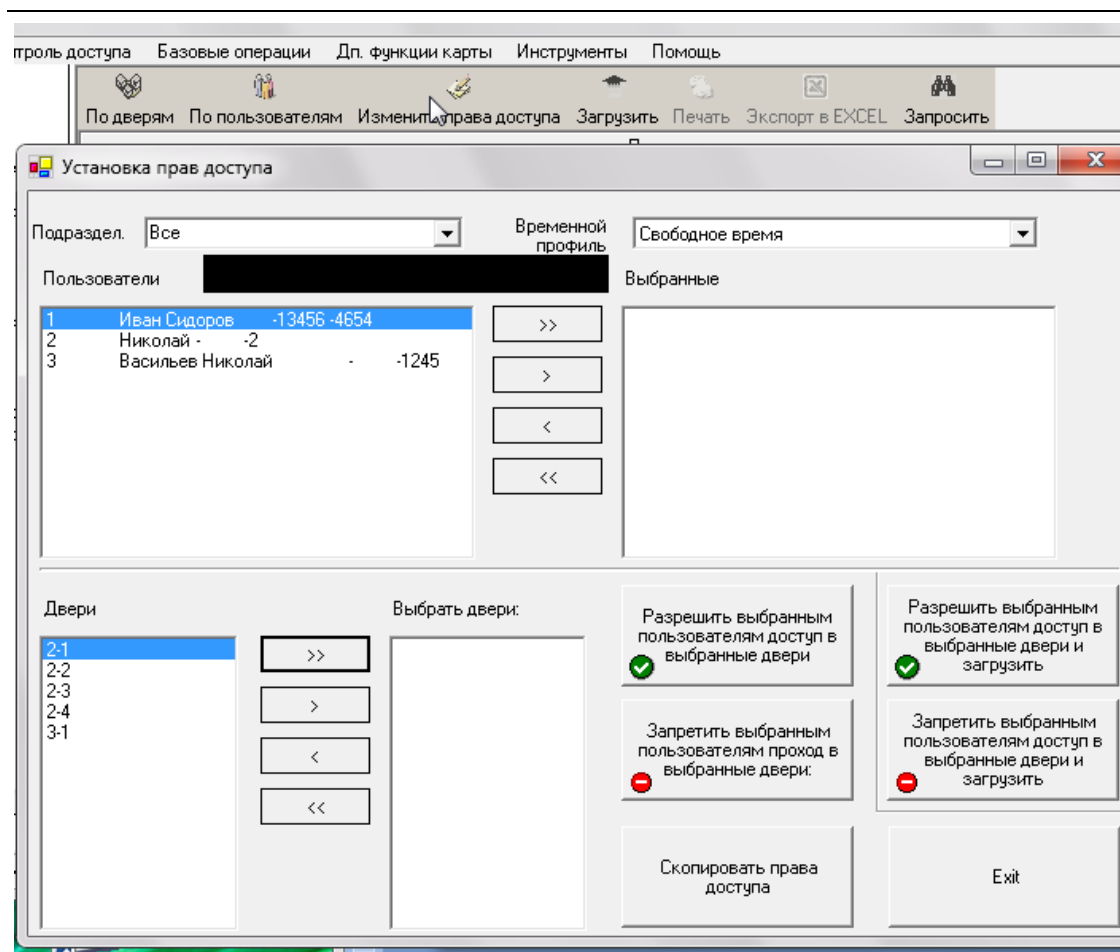 троль доступа Базовые операции Дп. функции карты Инструменты Помощь
По дверям По пользователям Изменить права доступа Загрузить Печать Экспорт в EXCEL Запросить
Установка прав доступа
Подраздел. Все Временной профиль Свободное время
Пользователи Выбранные
1 Иван Сидоров -13456 -4654
2 Николай - -2
3 Васильев Николай - -1245
>>
>
<
<<
Двери Выбрать двери:
2-1
2-2
2-3
2-4
3-1
>>
>
<
<<
Разрешить выбранным
пользователям доступ в
выбранные двери
Разрешить выбранным
пользователям доступ в
выбранные двери и
загрузить
Запретить выбранным
пользователям проход в
выбранные двери:
Запретить выбранным
пользователям доступ в
выбранные двери и
загрузить
Скопировать права
доступа
Exit